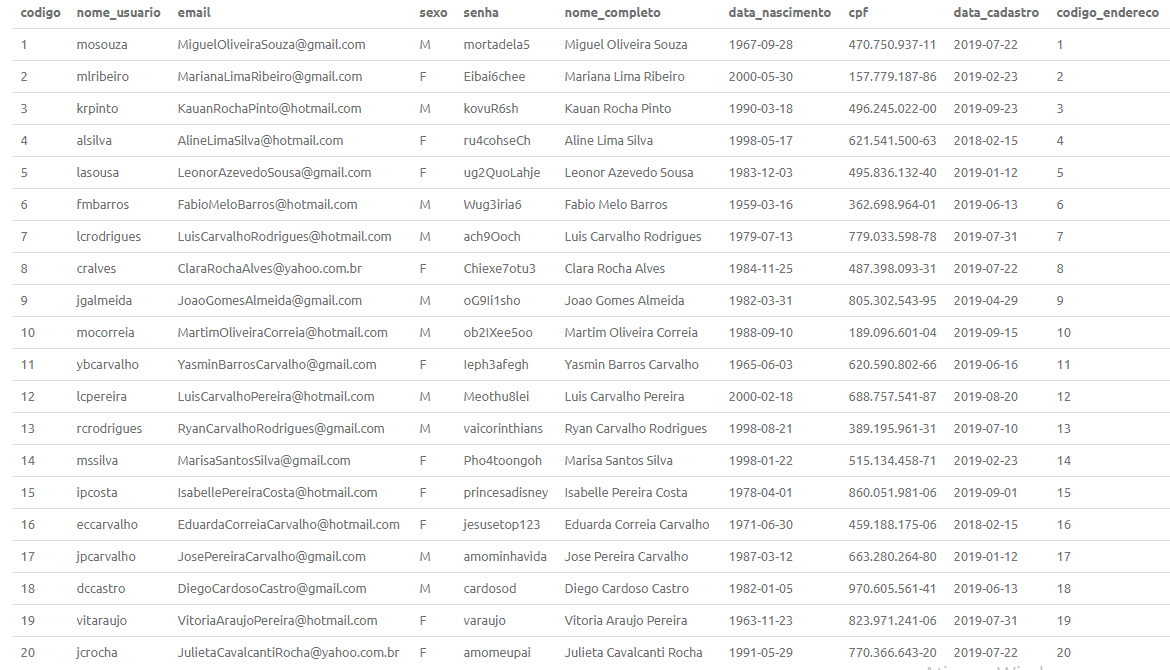 codigo nome_usuario email sexo senha nome_completo data_nascimento cpf data_cadastro codigo_endereco
1 mosouza MiguelOliveiraSouza@gmail.com M mortadela5 Miguel Oliveira Souza 1967-09-28 470.750.937-11 2019-07-22 1
2 mlribeiro MarianaLimaRibeiro@gmail.com F Eibai6chee Mariana Lima Ribeiro 2000-05-30 157.779.187-86 2019-02-23 2
3 krpinto KauanRochaPinto@hotmail.com M kovuR6sh Kauan Rocha Pinto 1990-03-18 496.245.022-00 2019-09-23 3
4 alsilva AlineLimaSilva@hotmail.com F ru4cohseCh Aline Lima Silva 1998-05-17 621.541.500-63 2018-02-15 4
5 lasousa LeonorAzevedoSousa@gmail.com F ug2QuoLahje Leonor Azevedo Sousa 1983-12-03 495.836.132-40 2019-01-12 5
6 fmbarros FabioMeloBarros@hotmail.com M Wug3iria6 Fabio Melo Barros 1959-03-16 362.698.964-01 2019-06-13 6
7 lcrodrigues LuisCarvalhoRodrigues@hotmail.com M ach9Ooch Luis Carvalho Rodrigues 1979-07-13 779.033.598-78 2019-07-31 7
8 cralves ClaraRochaAlves@yahoo.com.br F Chiexe7otu3 Clara Rocha Alves 1984-11-25 487.398.093-31 2019-07-22 8
9 jgalmeida JoaoGomesAlmeida@gmail.com M oG9Ii1sho Joao Gomes Almeida 1982-03-31 805.302.543-95 2019-04-29 9
10 mocorreia MartimOliveiraCorreia@hotmail.com M ob2IXee5oo Martim Oliveira Correia 1988-09-10 189.096.601-04 2019-09-15 10
11 ybcarvalho YasminBarrosCarvalho@gmail.com F Ieph3afegh Yasmin Barros Carvalho 1965-06-03 620.590.802-66 2019-06-16 11
12 lcpereira LuisCarvalhoPereira@hotmail.com M Meothu8lei Luis Carvalho Pereira 2000-02-18 688.757.541-87 2019-08-20 12
13 rcrodrigues RyanCarvalhoRodrigues@gmail.com M vaicorinthians Ryan Carvalho Rodrigues 1998-08-21 389.195.961-31 2019-07-10 13
14 mssilva MarisaSantosSilva@gmail.com F Pho4toongoh Marisa Santos Silva 1998-01-22 515.134.458-71 2019-02-23 14
15 ipcosta IsabellePereiraCosta@hotmail.com F princesadisney Isabelle Pereira Costa 1978-04-01 860.051.981-06 2019-09-01 15
16 eccarvalho EduardaCorreiaCarvalho@hotmail.com F jesusetop123 Eduarda Correia Carvalho 1971-06-30 459.188.175-06 2018-02-15 16
17 jpcarvalho JosePereiraCarvalho@gmail.com M amominhavida Jose Pereira Carvalho 1987-03-12 663.280.264-80 2019-01-12 17
18 dccastro DiegoCardosoCastro@gmail.com M cardosod Diego Cardoso Castro 1982-01-05 970.605.561-41 2019-06-13 18
19 vitaraujo VitoriaAraujoPereira@hotmail.com F varaujo Vitoria Araujo Pereira 1963-11-23 823.971.241-06 2019-07-31 19
20 jcrocha JulietaCavalcantiRocha@yahoo.com.br F amomeupai Julieta Cavalcanti Rocha 1991-05-29 770.366.643-20 2019-07-22 20